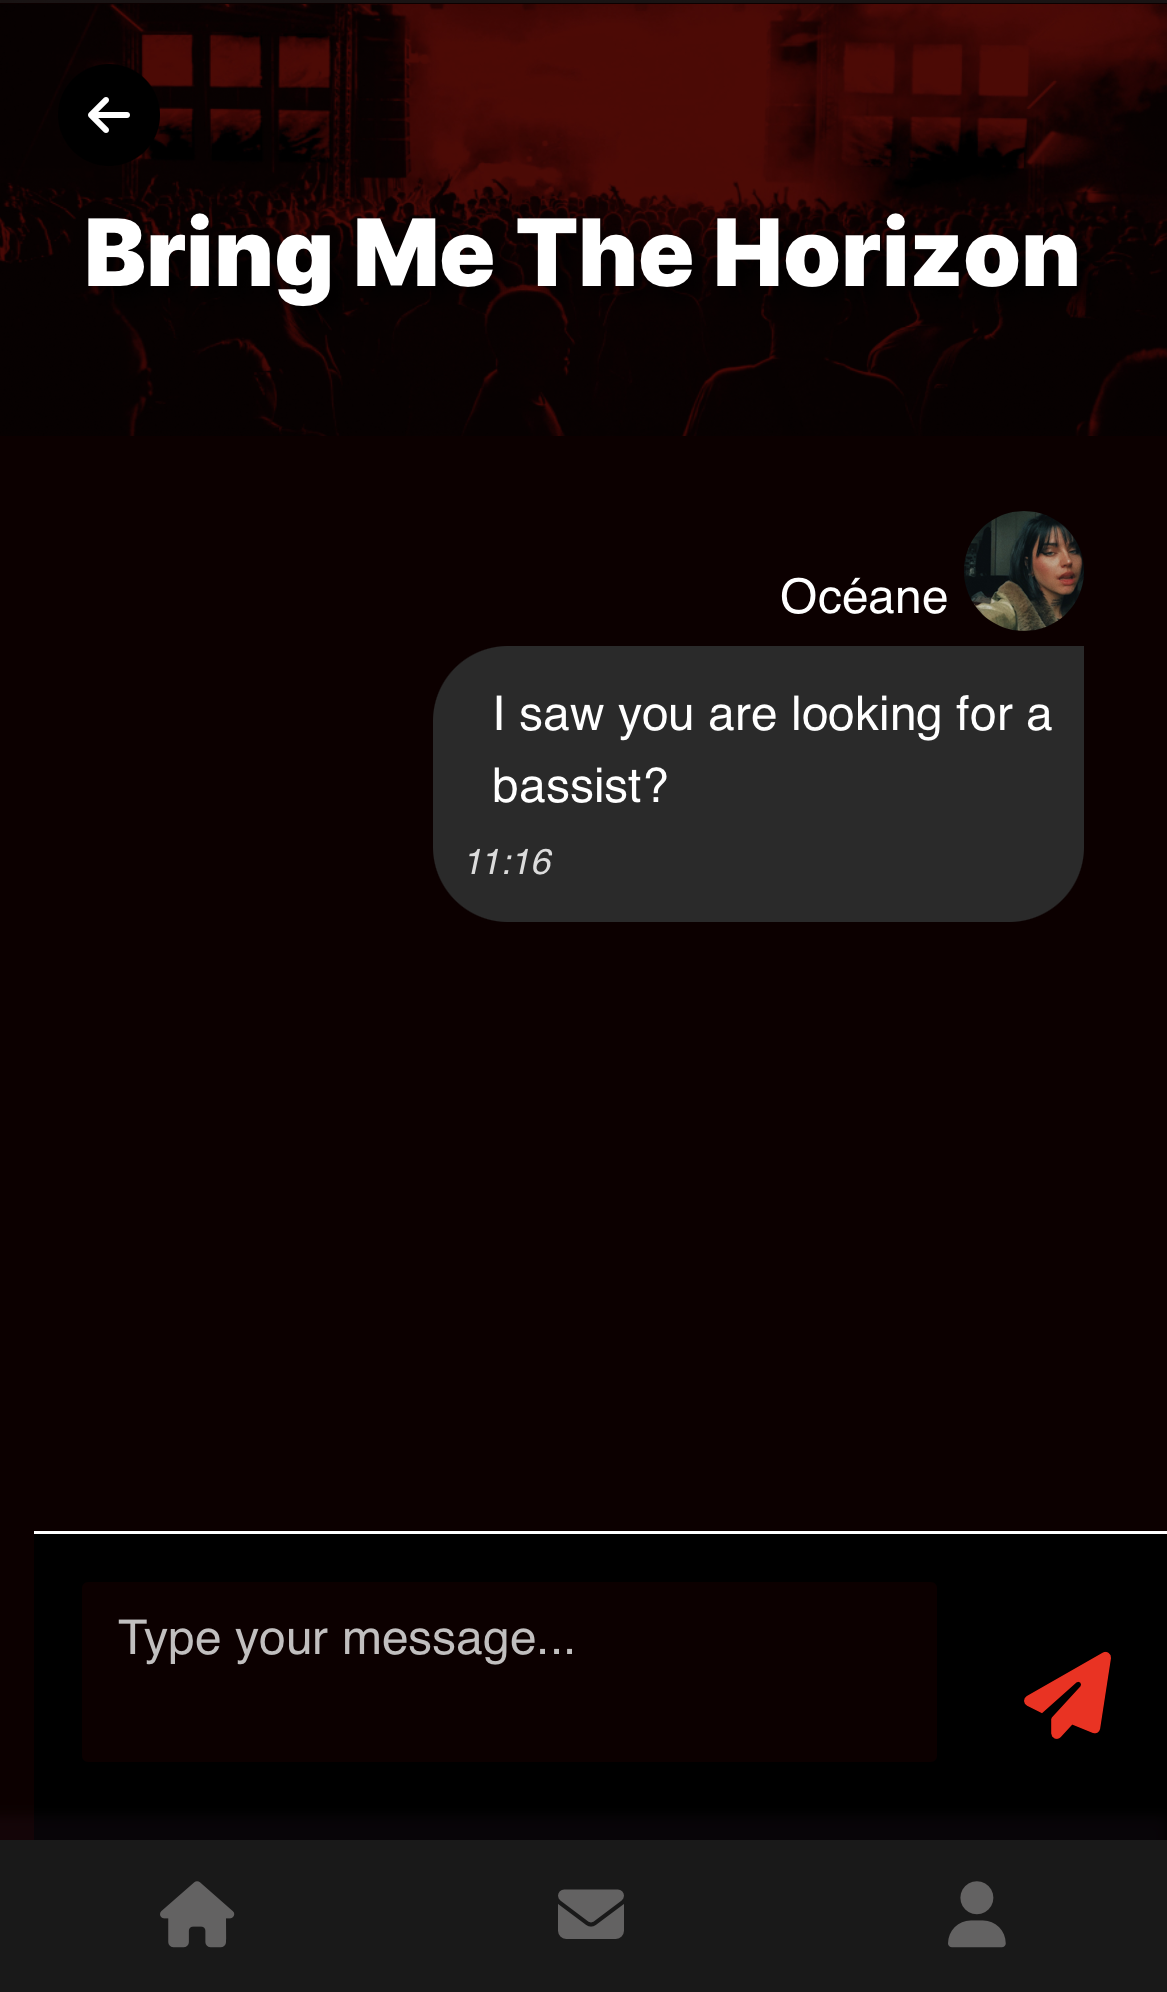 Bring Me The Horizon
Océane
I saw you are looking for a
bassist?
11:16
Type your message...